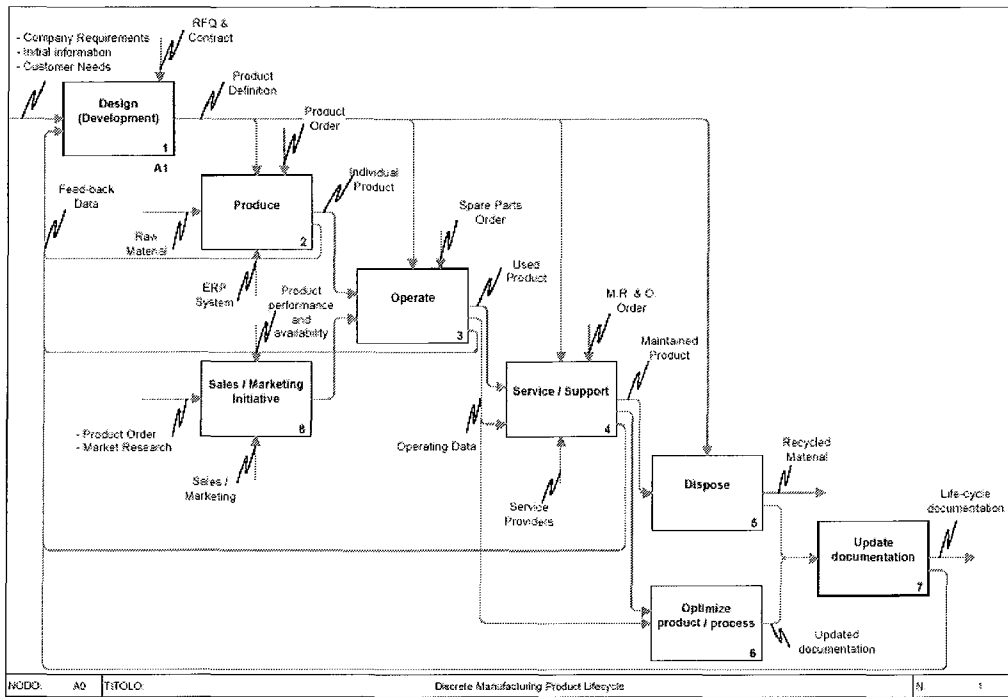 RFQ &
Contract
- Company Requirements
- Initial information
- Customer Needs
Design
(Development)
1
A1
Product
Definition
Product
Order
Feed-back
Data
Individual
Product
Produce
2
Raw
Material
ERP
System
Spare Parts
Order
Used
Product
Operate
3
Product
performance
and
availability
M.R. & O.
Order
Maintained
Product
Sales / Marketing
Initiative
8
- Product Order
- Market Research
Service / Support
4
Operating Data
Sales /
Marketing
Service
Providers
Recycled
Material
Dispose
5
Life-cycle
documentation
Update
documentation
7
Optimize
product / process
6
Updated
documentation
NODO: A0 TITOLO: Discrete Manufacturing Product Lifecycle N.